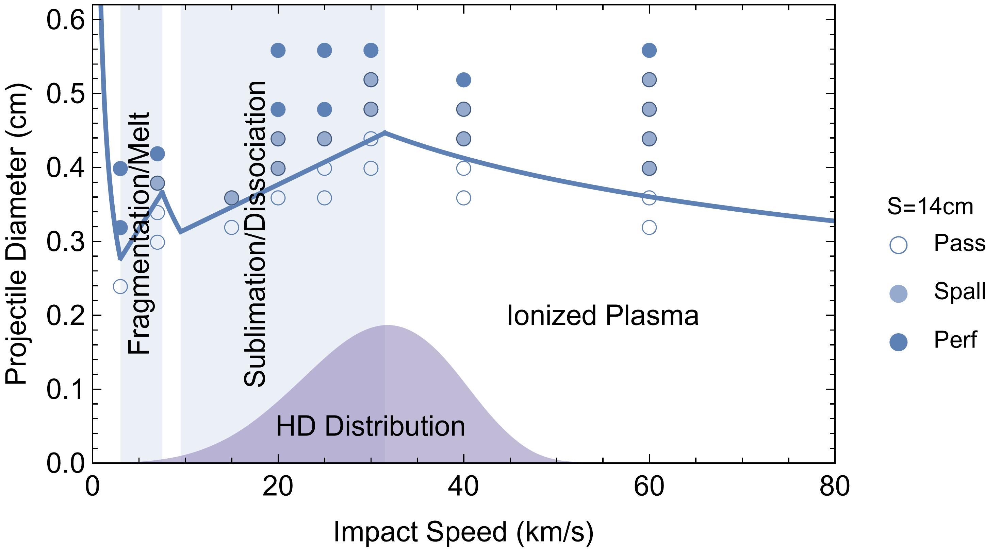 Projectile Diameter (cm)
0.6
0.5
0.4
0.3
0.2
0.1
0.0
Fragmentation/Melt
Sublimation/Dissociation
Ionized Plasma
HD Distribution
0
20
40
60
80
Impact Speed (km/s)
S=14cm
Pass
Spall
Perf